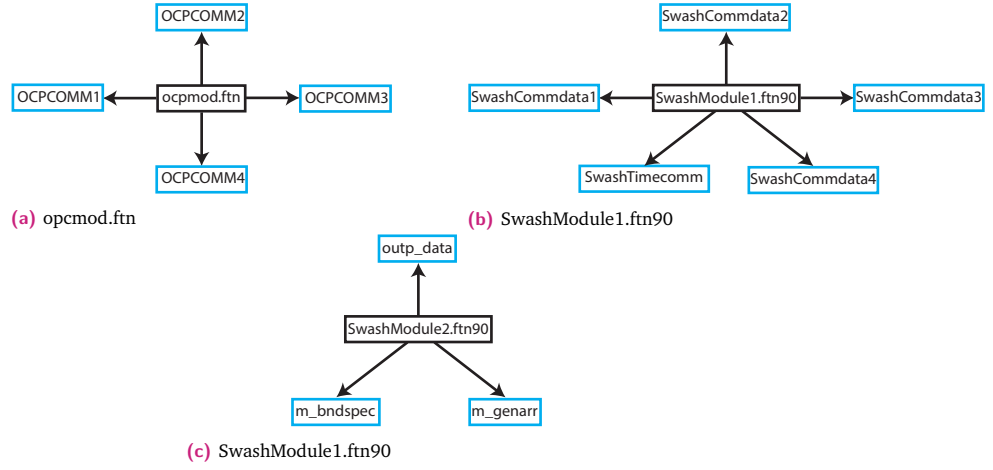 OCPCOMM2
OCPCOMM1
ocpmod.ftn
OCPCOMM3
OCPCOMM4
(a) opcmod.ftn
SwashCommdata2
SwashCommdata1
SwashModule1.ftn90
SwashCommdata3
SwashTimecomm
SwashCommdata4
(b) SwashModule1.ftn90
outp_data
SwashModule2.ftn90
m_bndspec
m_genarr
(c) SwashModule1.ftn90